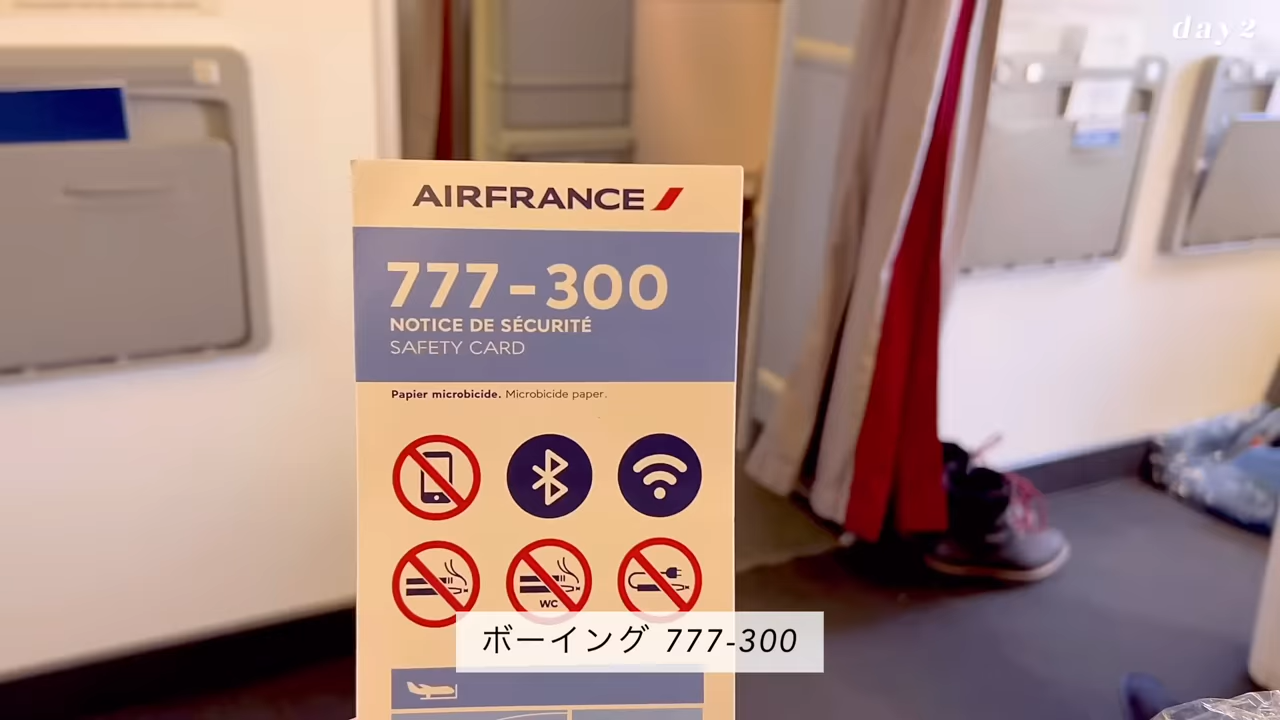 day2
AIRFRANCE
777-300
NOTICE DE SÉCURITÉ
SAFETY CARD
Papier microbicide. Microbicide paper.
WC
ボーイング 777-300